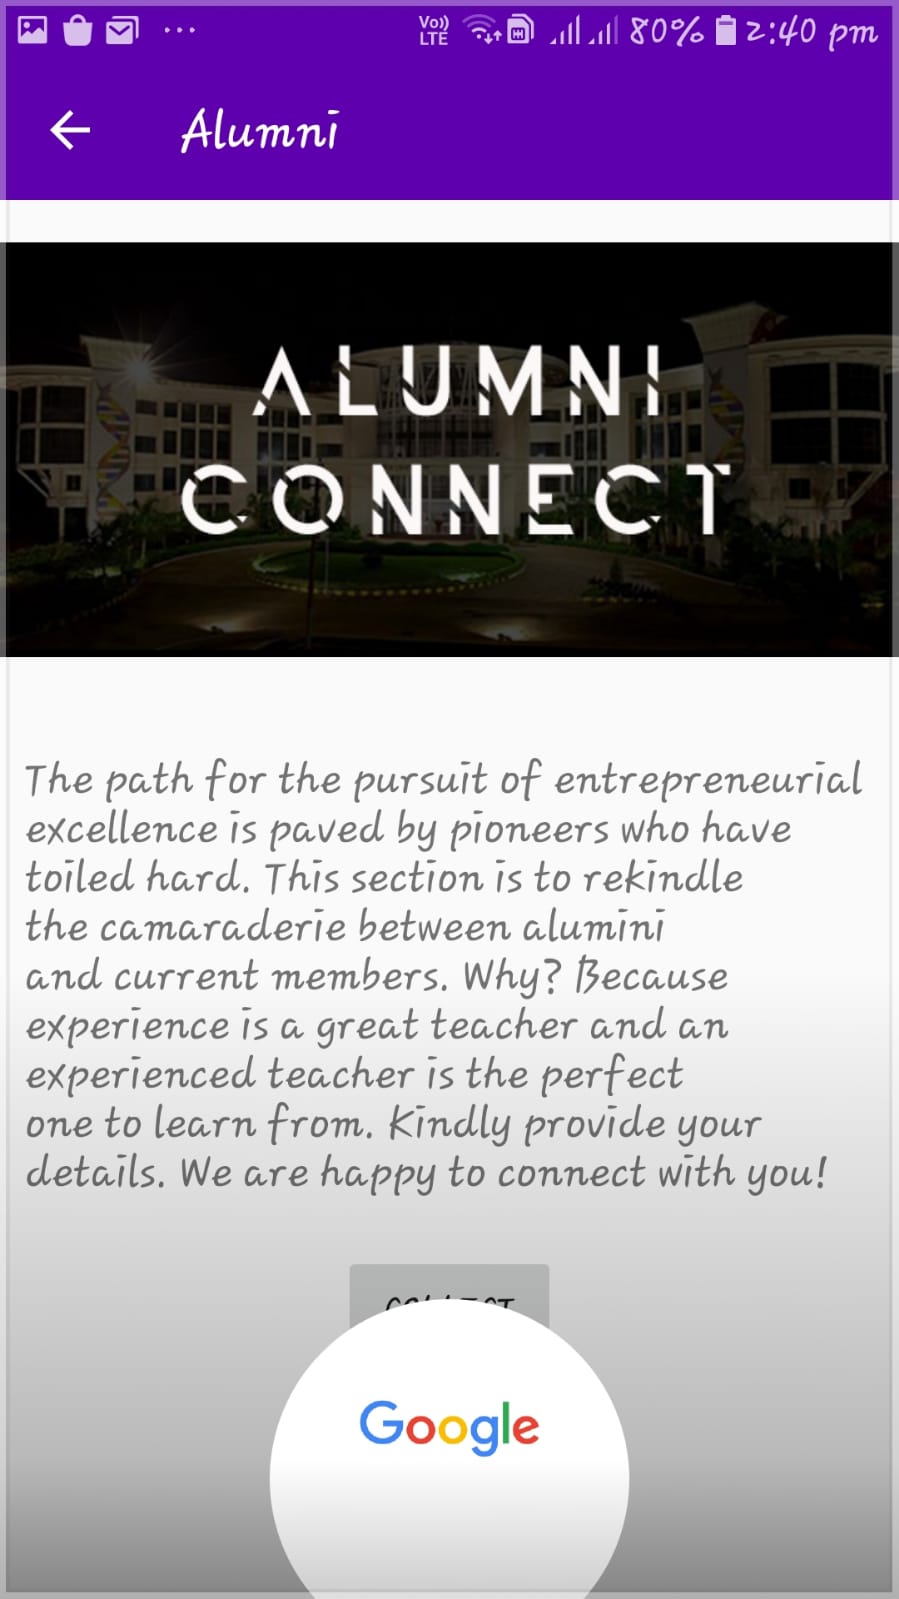 Vo)) LTE 80% 2:40 pm
Alumni
ALUMNI
CONNECT
The path for the pursuit of entrepreneurial
excellence is paved by pioneers who have
toiled hard. This section is to rekindle
the camaraderie between alumini
and current members. Why? Because
experience is a great teacher and an
experienced teacher is the perfect
one to learn from. Kindly provide your
details. We are happy to connect with you!
Google